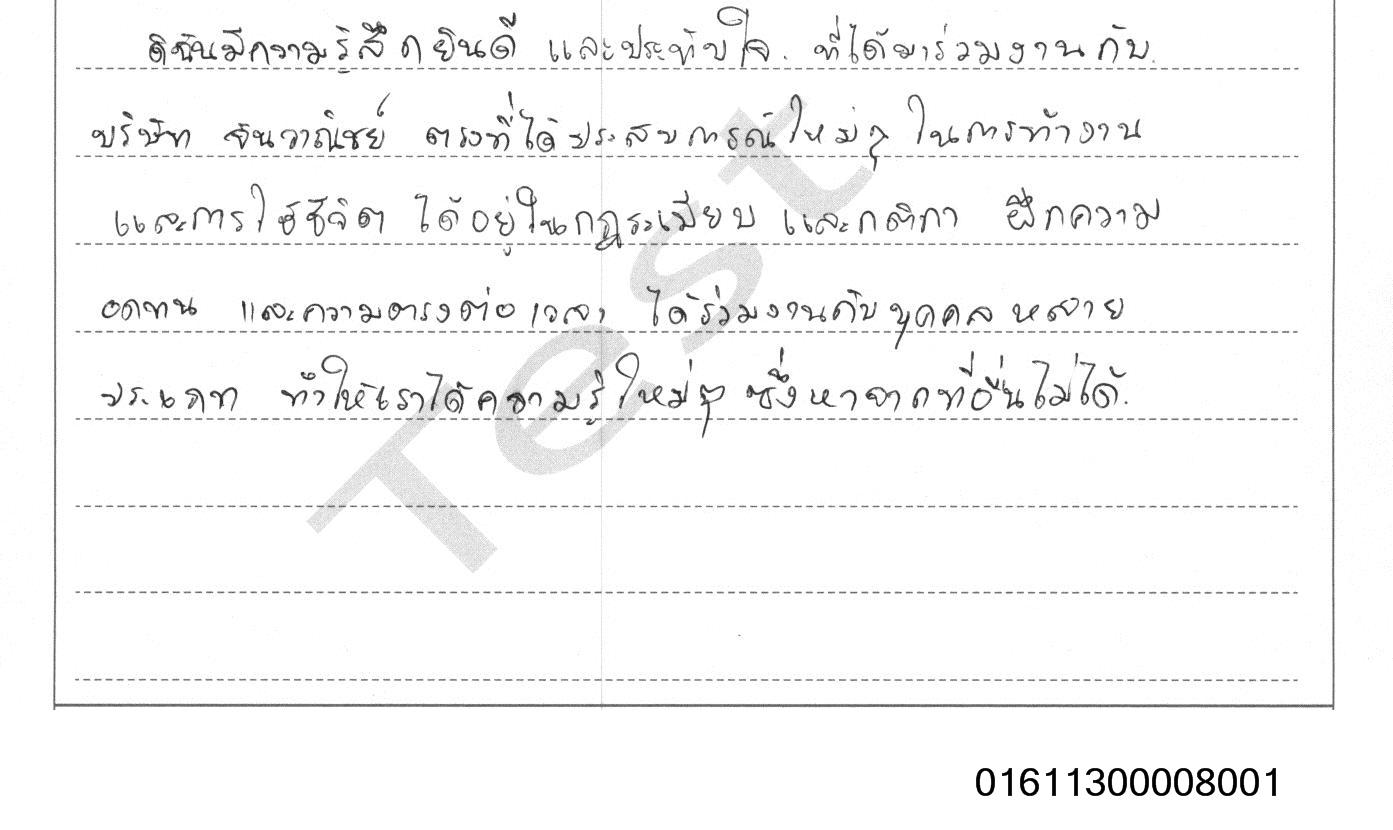 ดิฉันมีความรู้สึกยินดี และประทับใจ. ที่ได้มาร่วมงานกับ
บริษัท จันวาณิชย์ ตรงที่ได้ประสบการณ์ใหม่ๆ ในการทำงาน
และการใช้ชีวิต ได้อยู่ในกฎระเบียบ และกติกา ฝึกความ
อดทน และความตรงต่อเวลา ได้ร่วมงานกับบุคคลหลาย
ประเภท ทำให้เราได้ความรู้ใหม่ๆ ซึ่งหาจากที่อื่นไม่ได้.
Test
01611300008001